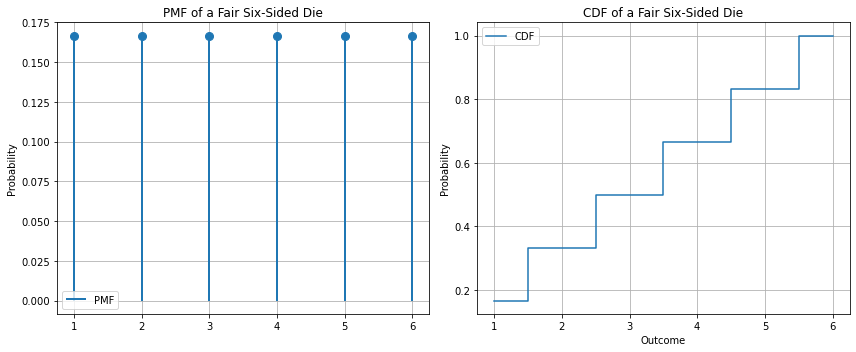 PMF of a Fair Six-Sided Die
Probability
0.175
0.150
0.125
0.100
0.075
0.050
0.025
0.000
PMF
1 2 3 4 5 6
CDF of a Fair Six-Sided Die
CDF
Probability
1.0
0.8
0.6
0.4
0.2
1 2 3 4 5 6
Outcome